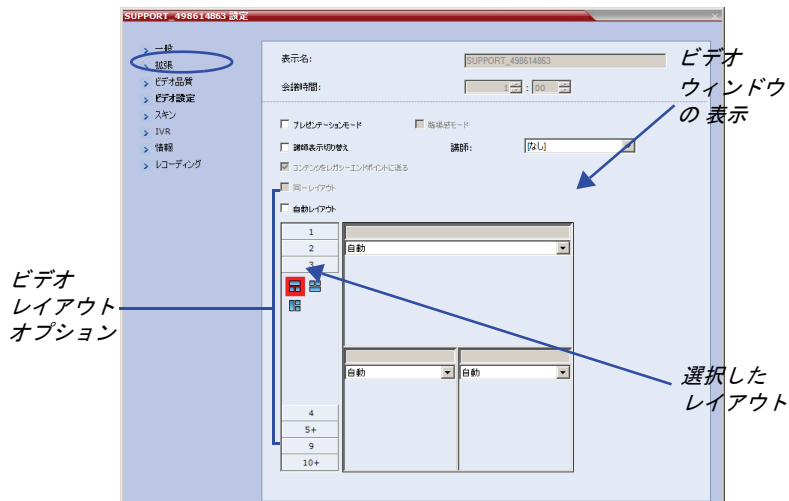 SUPPORT_498614863 設定
一般
拡張
ビデオ品質
ビデオ設定
スキン
IVR
情報
レコーディング
表示名:
SUPPORT_498614863
会議時間:
1 : 00
プレゼンテーションモード
臨場感モード
講師表示切り替え
講師:
[なし]
コンテンツをレガシーエンドポイントに送る
同一レイアウト
自動レイアウト
1
2
3
自動
自動
自動
4
5+
9
10+
ビデオ
ウィンドウ
の 表示
ビデオ
レイアウト
オプション
選択した
レイアウト